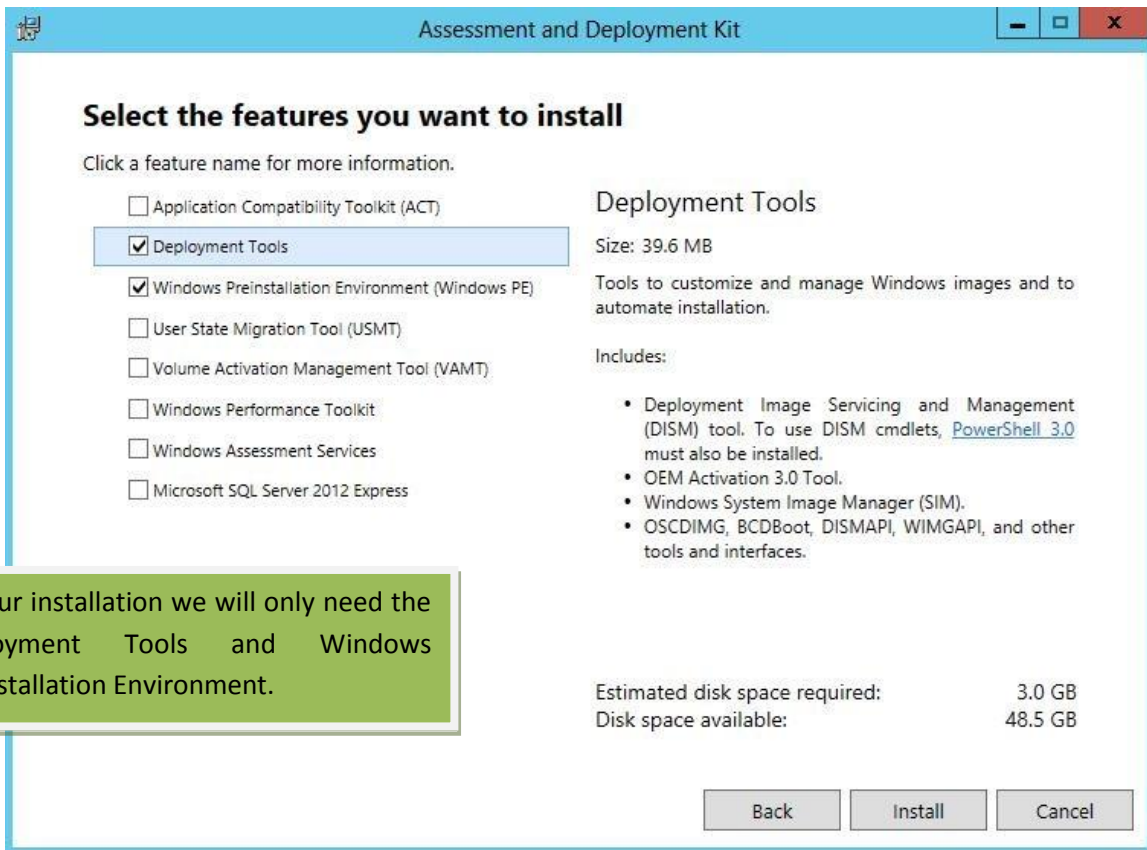 Assessment and Deployment Kit
Select the features you want to install
Click a feature name for more information.
Application Compatibility Toolkit (ACT)
Deployment Tools
Windows Preinstallation Environment (Windows PE)
User State Migration Tool (USMT)
Volume Activation Management Tool (VAMT)
Windows Performance Toolkit
Windows Assessment Services
Microsoft SQL Server 2012 Express
Deployment Tools
Size: 39.6 MB
Tools to customize and manage Windows images and to
automate installation.
Includes:
• Deployment Image Servicing and Management
(DISM) tool. To use DISM cmdlets, PowerShell 3.0
must also be installed.
• OEM Activation 3.0 Tool.
• Windows System Image Manager (SIM).
• OSCDIMG, BCDBoot, DISMAPI, WIMGAPI, and other
tools and interfaces.
ur installation we will only need the
oyment Tools and Windows
stallation Environment.
Estimated disk space required: 3.0 GB
Disk space available: 48.5 GB
Back Install Cancel